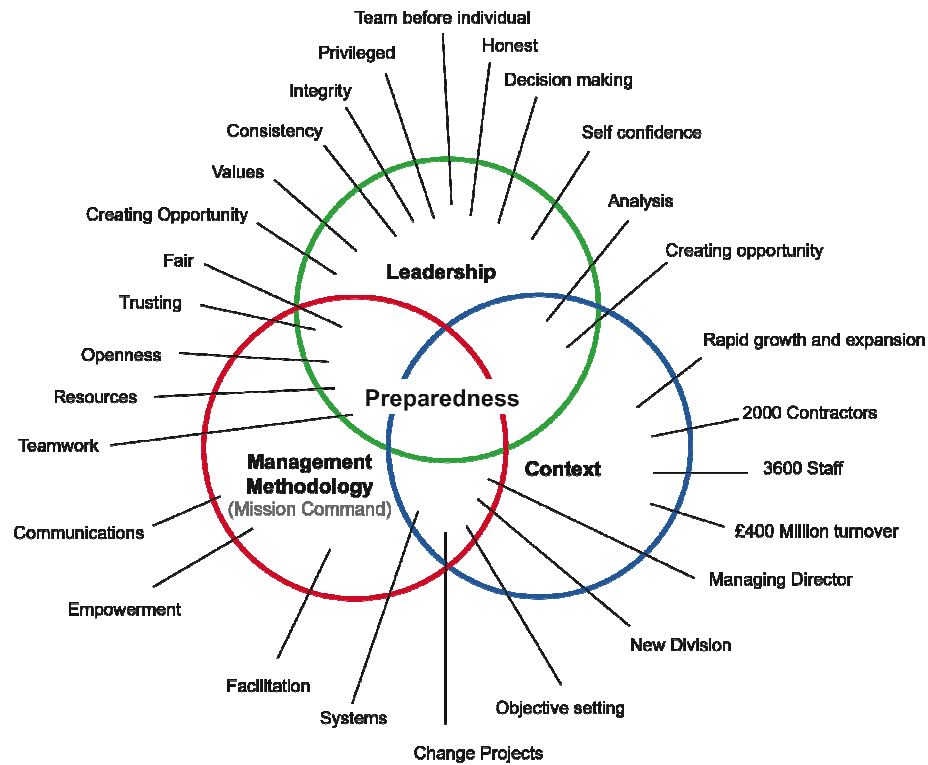 Team before individual
Honest
Privileged
Decision making
Integrity
Consistency
Self confidence
Values
Analysis
Creating Opportunity
Creating opportunity
Fair
Leadership
Trusting
Rapid growth and expansion
Openness
Resources
Preparedness
2000 Contractors
Teamwork
Management
Methodology
(Mission Command)
Context
3600 Staff
Communications
£400 Million turnover
Managing Director
Empowerment
New Division
Facilitation
Systems
Objective setting
Change Projects